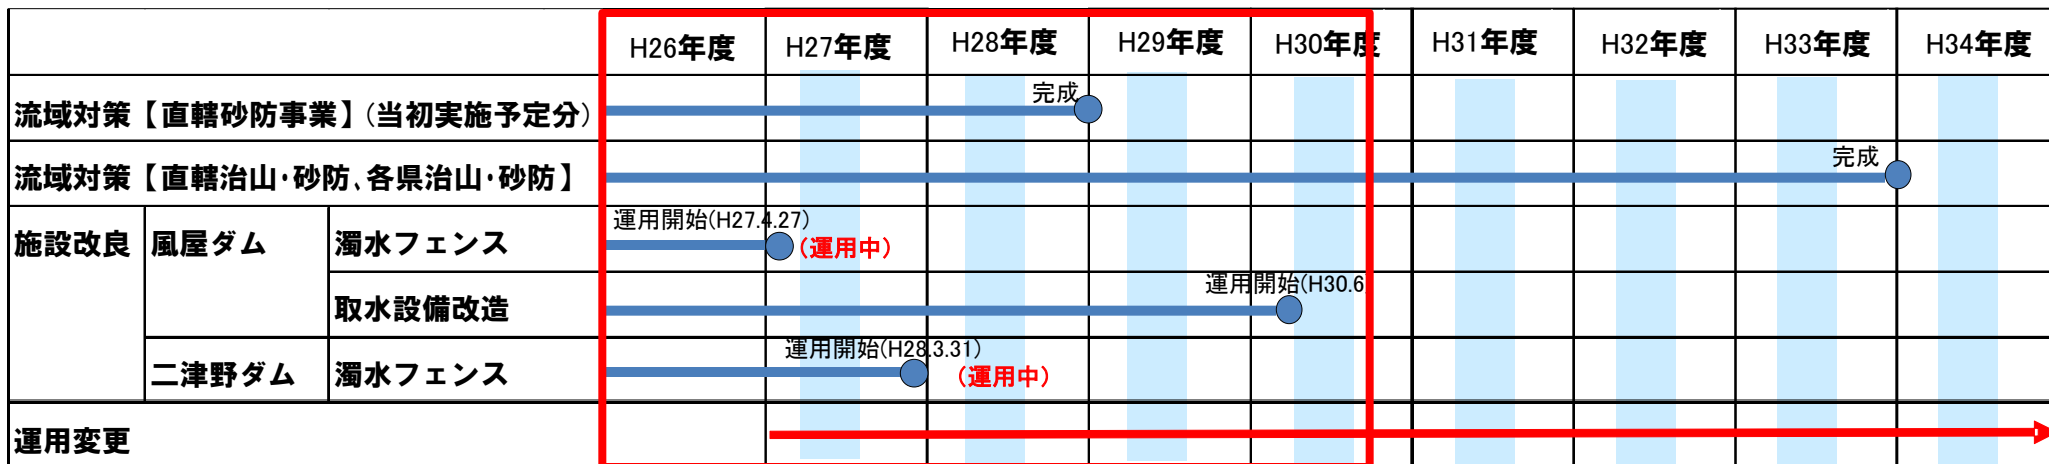 H26年度 H27年度 H28年度 H29年度 H30年度 H31年度 H32年度 H33年度 H34年度
流域対策【直轄砂防事業】(当初実施予定分) 完成
流域対策【直轄治山・砂防、各県治山・砂防】 完成
施設改良 風屋ダム 濁水フェンス 運用開始(H27.4.27) (運用中)
取水設備改造 運用開始(H30.6
二津野ダム 濁水フェンス 運用開始(H28.3.31) (運用中)
運用変更